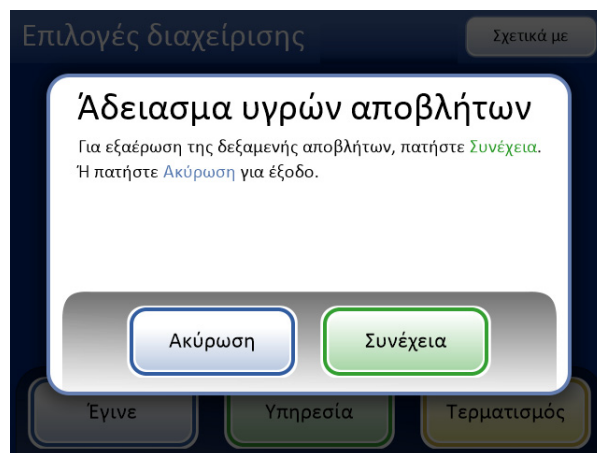 Επιλογές διαχείρισης
Σχετικά με
Άδειασμα υγρών αποβλήτων
Για εξαέρωση της δεξαμενής αποβλήτων, πατήστε Συνέχεια.
Ή πατήστε Ακύρωση για έξοδο.
Ακύρωση
Συνέχεια
Έγινε
Υπηρεσία
Τερματισμός